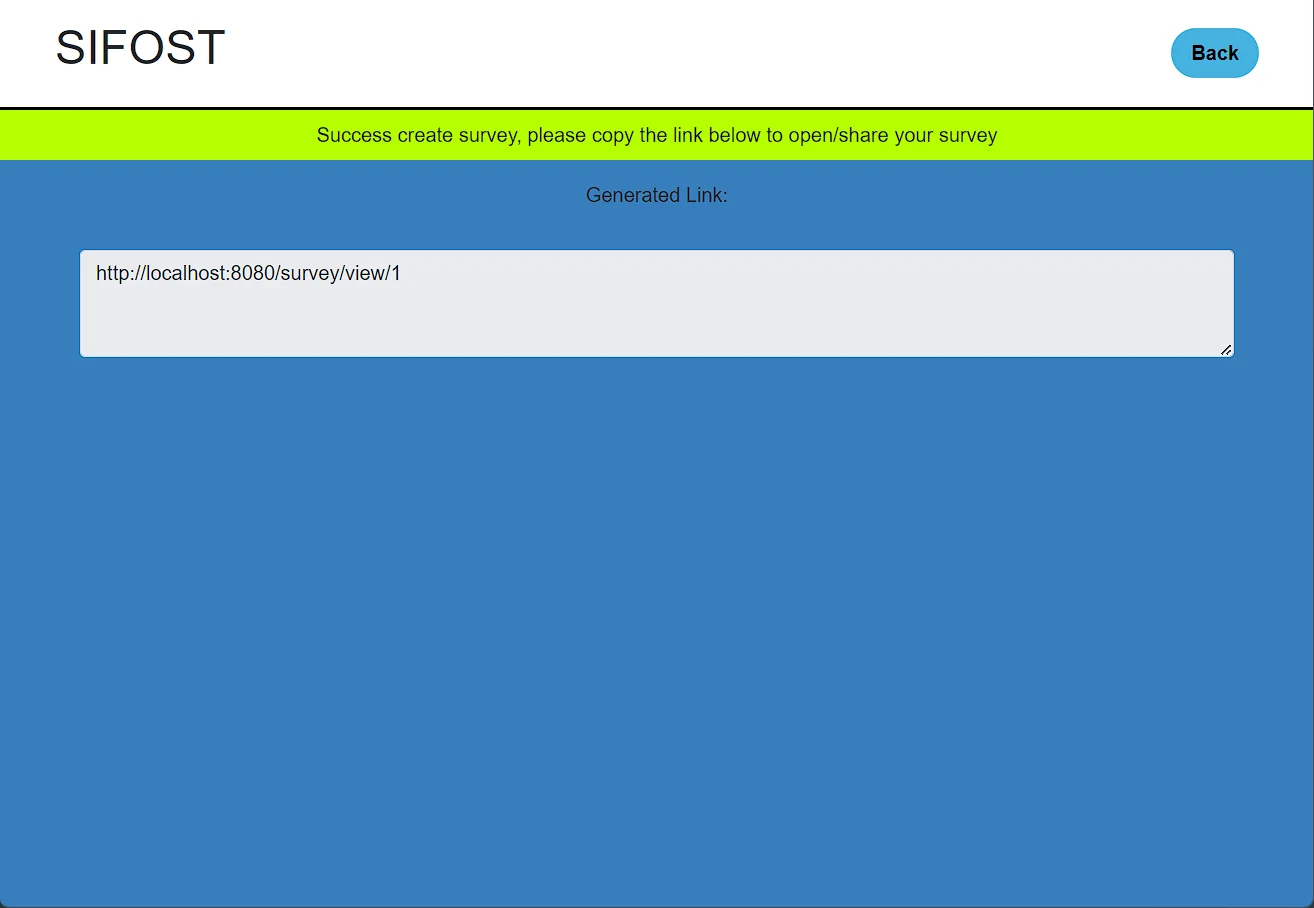 SIFOST
Back
Success create survey, please copy the link below to open/share your survey
Generated Link:
http://localhost:8080/survey/view/1